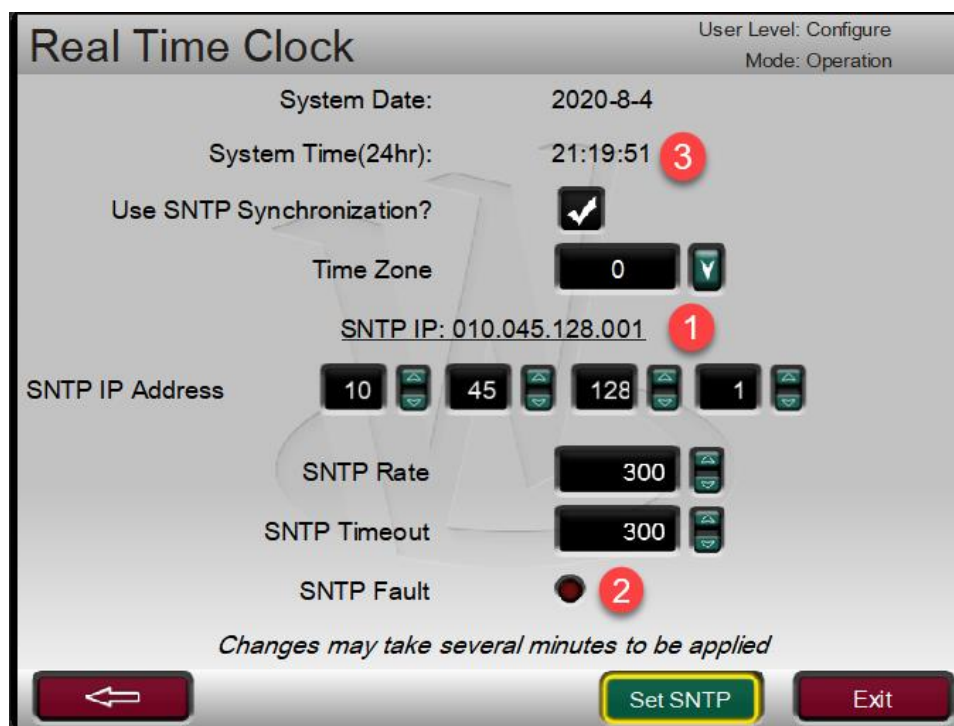 Real Time Clock
User Level: Configure
Mode: Operation
System Date: 2020-8-4
System Time(24hr): 21:19:51 3
Use SNTP Synchronization?
Time Zone 0
SNTP IP: 010.045.128.001 1
SNTP IP Address 10 45 128 1
SNTP Rate 300
SNTP Timeout 300
SNTP Fault 2
Changes may take several minutes to be applied
Set SNTP Exit